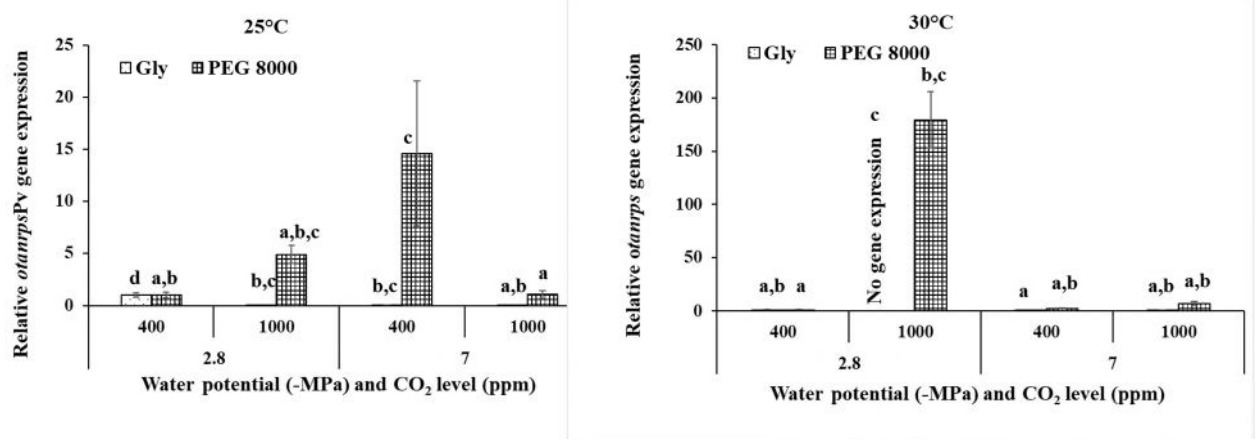 25°C
Relative otanrpsPv gene expression
25
20
15
10
5
0
Gly PEG 8000
d a,b
b,c a,b,c
b,c c
a,b a
400 1000 400 1000
2.8 7
Water potential (-MPa) and CO₂ level (ppm)
30°C
Relative otanrps gene expression
250
200
150
100
50
0
Gly PEG 8000
a,b a
No gene expression c
b,c
a a,b
a,b a,b
400 1000 400 1000
2.8 7
Water potential (-MPa) and CO₂ level (ppm)